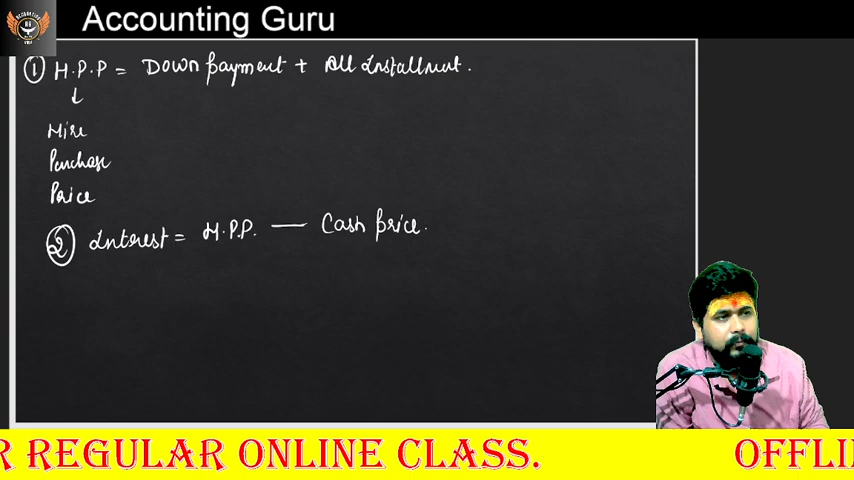 Accounting Guru
① H.P.P = Down payment + All Installment.
↓
Hire
Purchase
Price
② Interest = H.P.P. — Cash price.
R REGULAR ONLINE CLASS. OFFLI